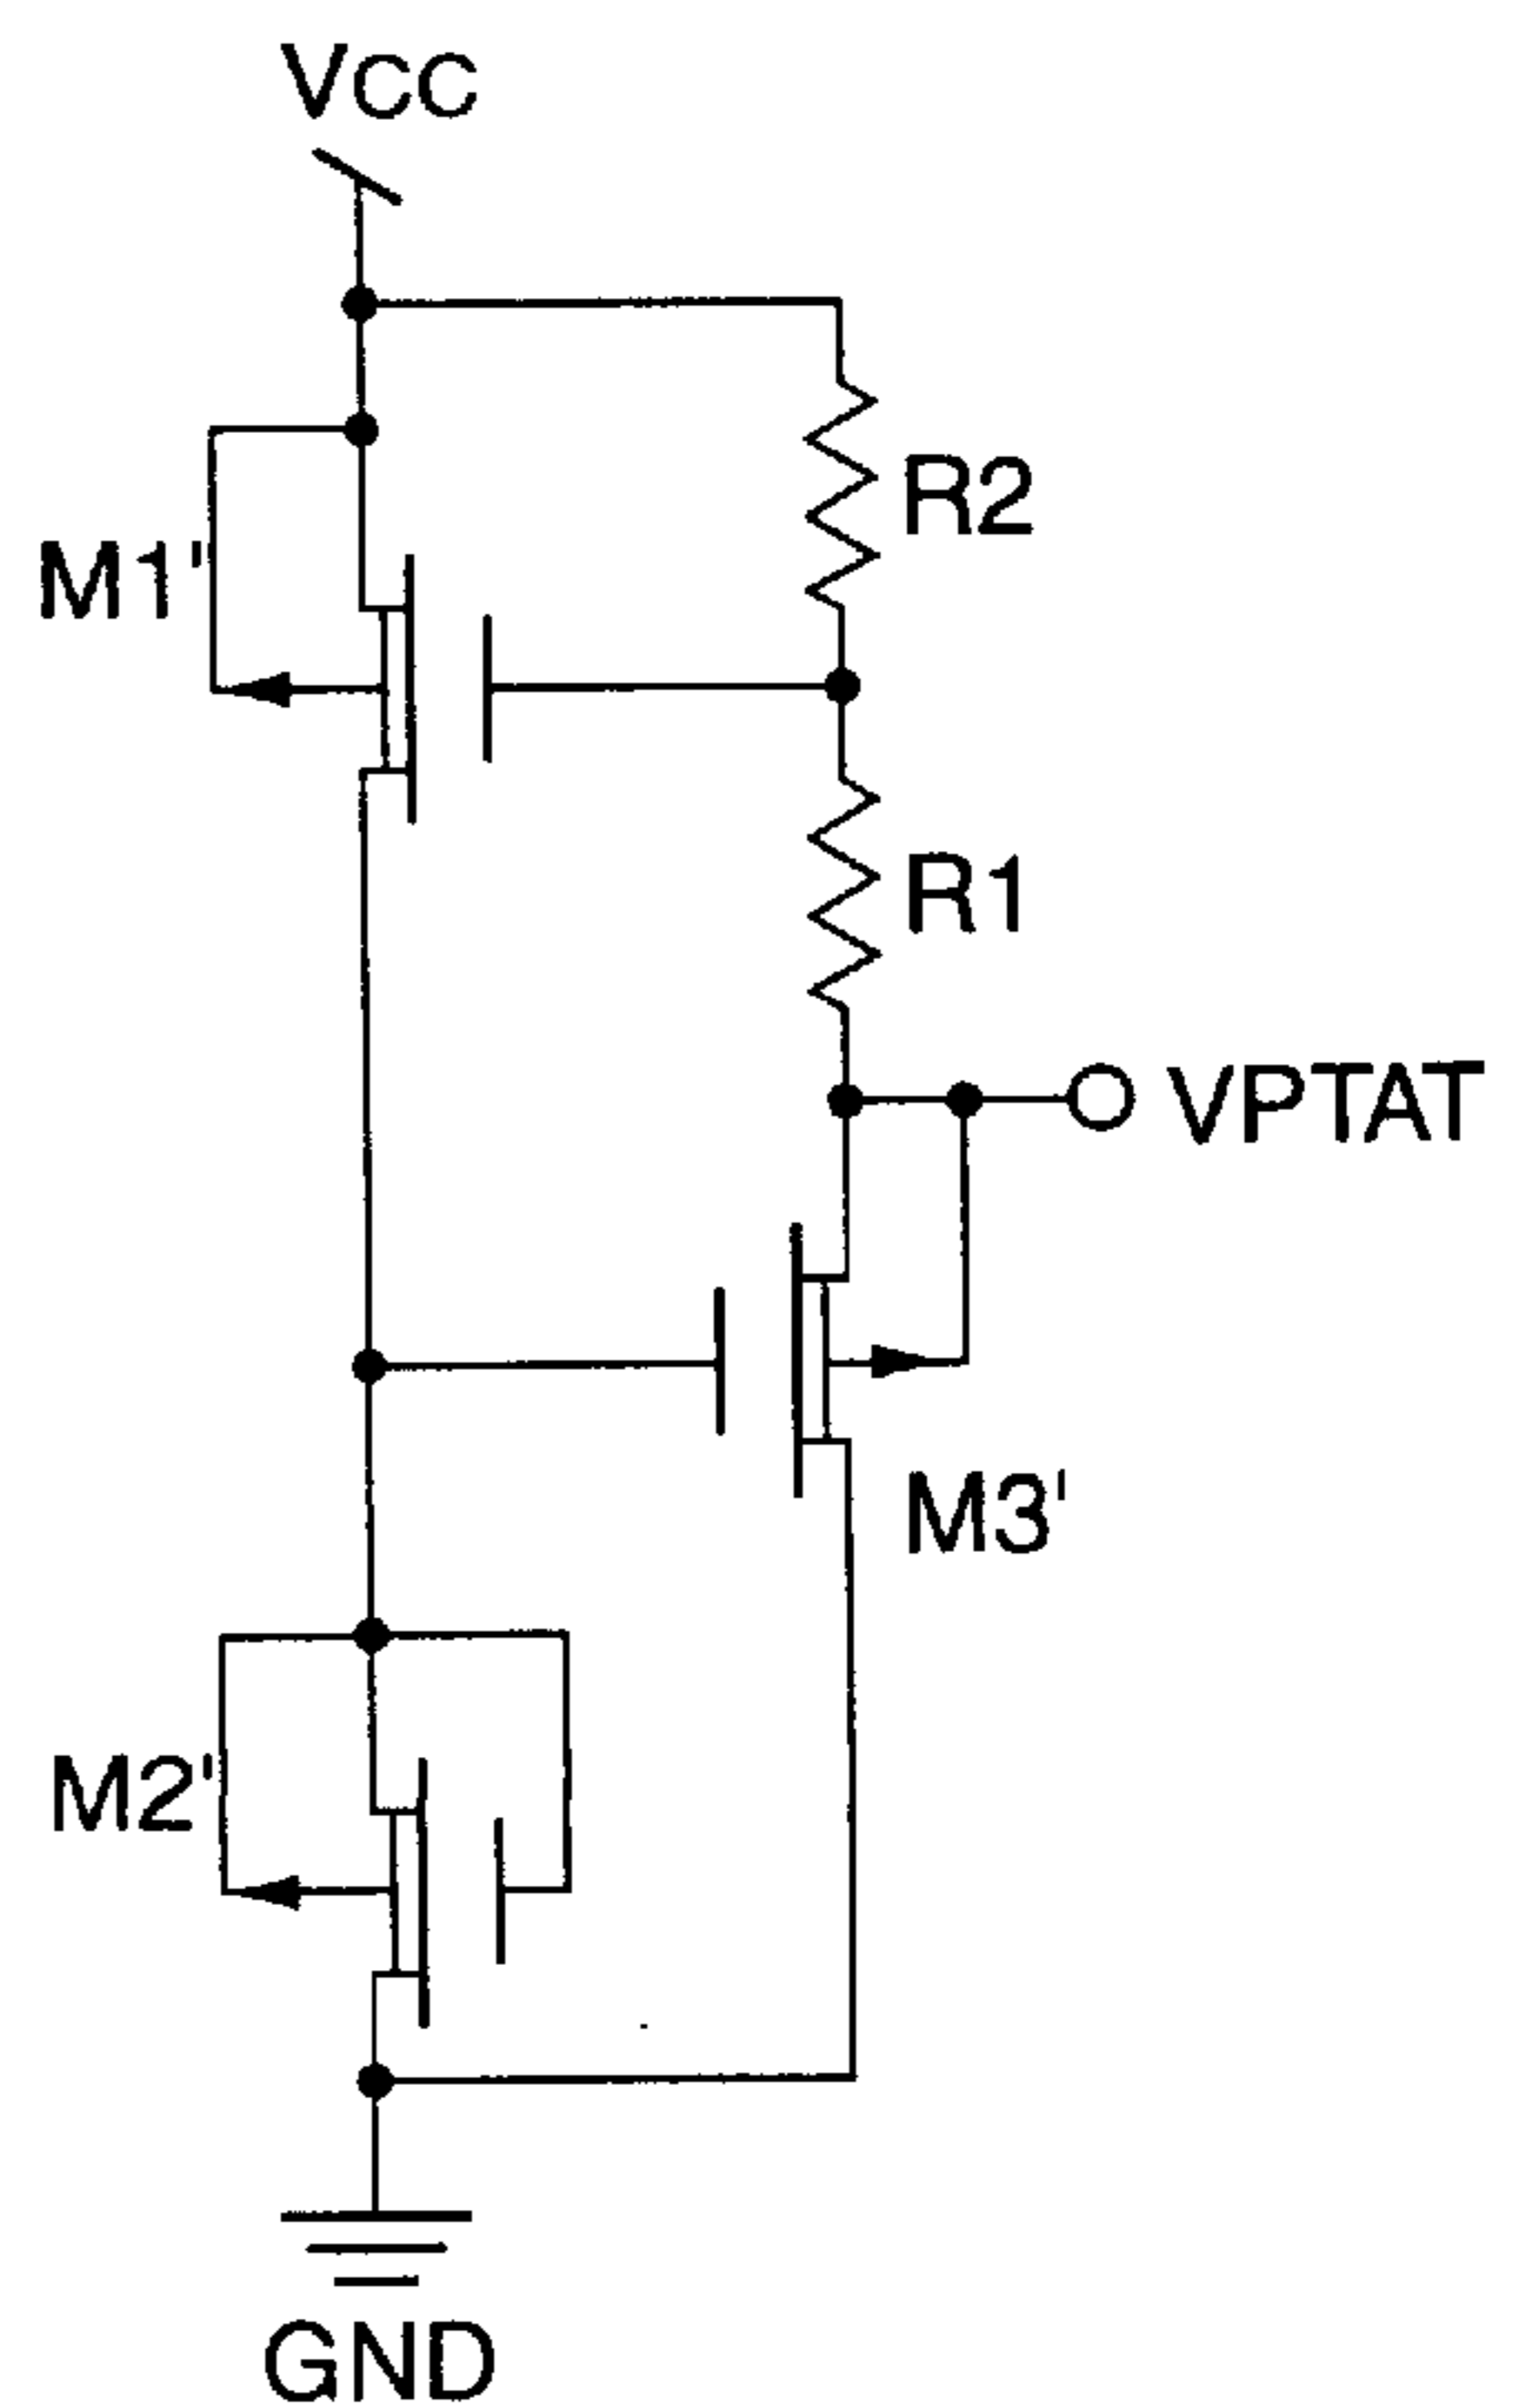 VCC
R2
M1'
R1
VPTAT
M3'
M2'
GND